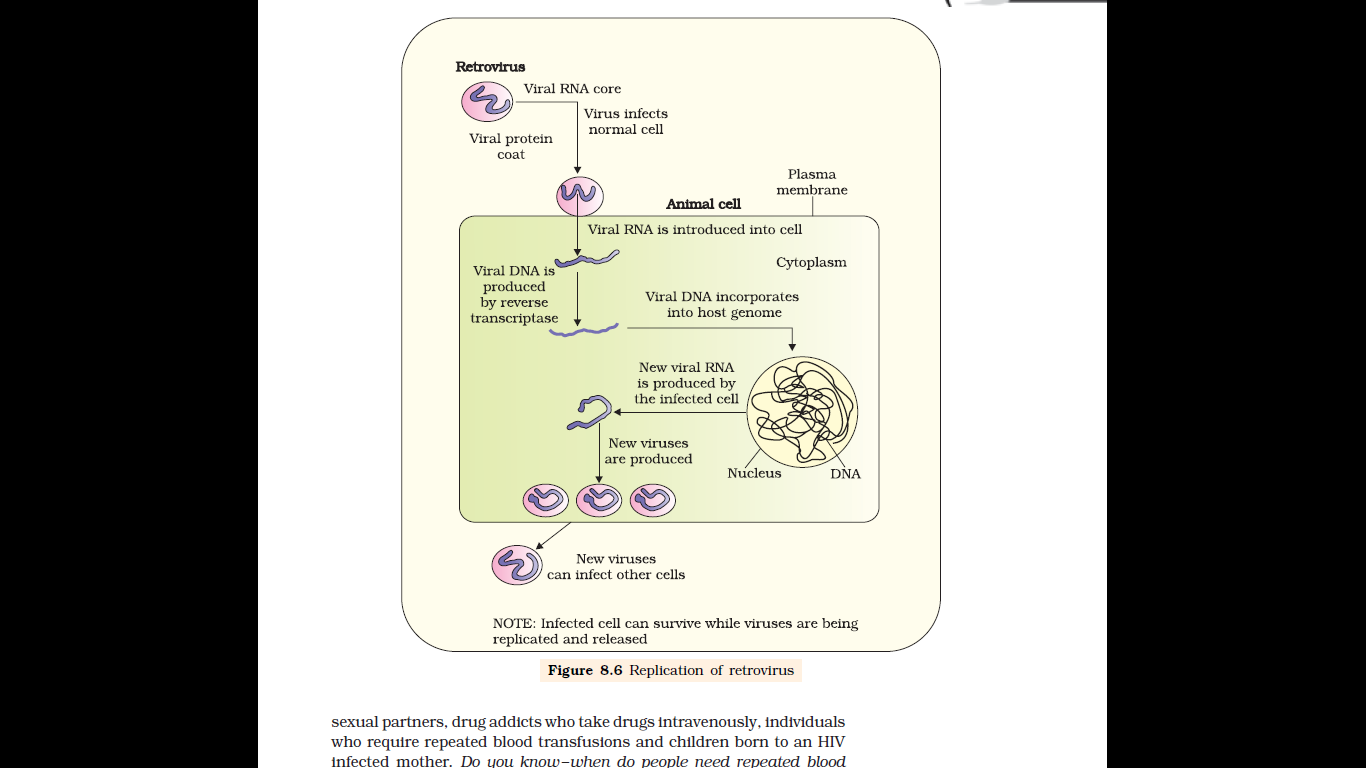 Retrovirus
Viral RNA core
Virus infects
normal cell
Viral protein
coat
Plasma
membrane
Animal cell
Viral RNA is introduced into cell
Cytoplasm
Viral DNA is
produced
by reverse
transcriptase
Viral DNA incorporates
into host genome
New viral RNA
is produced by
the infected cell
New viruses
are produced
Nucleus
DNA
New viruses
can infect other cells
NOTE: Infected cell can survive while viruses are being
replicated and released
Figure 8.6 Replication of retrovirus
sexual partners, drug addicts who take drugs intravenously, individuals
who require repeated blood transfusions and children born to an HIV
infected mother. Do you know–when do people need repeated blood